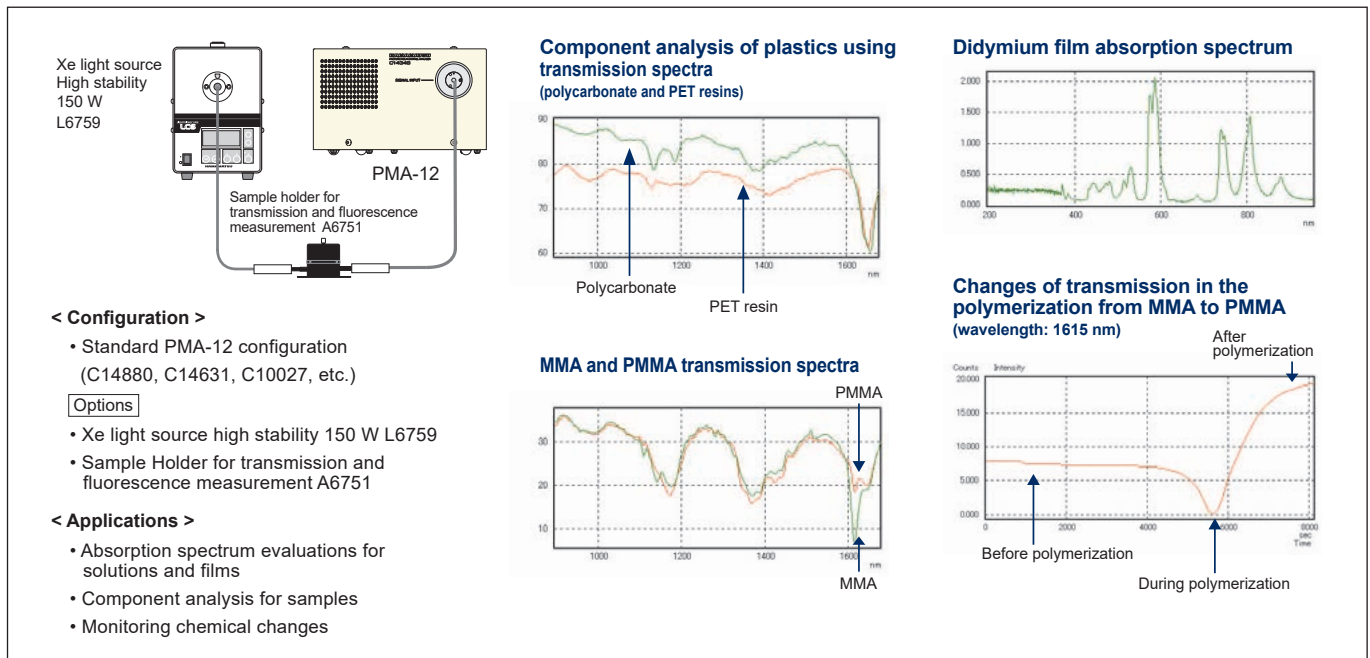 Xe light source
High stability
150 W
L6759
LCS
C14346
SIGNAL INPUT
PMA-12
Sample holder for
transmission and fluorescence
measurement A6751
< Configuration >
• Standard PMA-12 configuration
(C14880, C14631, C10027, etc.)
Options
• Xe light source high stability 150 W L6759
• Sample Holder for transmission and
fluorescence measurement A6751
< Applications >
• Absorption spectrum evaluations for
solutions and films
• Component analysis for samples
• Monitoring chemical changes
Component analysis of plastics using
transmission spectra
(polycarbonate and PET resins)
90
80
70
60
1000 1200 1400 1600
nm
Polycarbonate
PET resin
MMA and PMMA transmission spectra
PMMA
30
20
10
1000 1200 1400 1600
nm
MMA
Didymium film absorption spectrum
2.000
1.500
1.000
0.500
0.000
200 400 600 800
nm
Changes of transmission in the
polymerization from MMA to PMMA
(wavelength: 1615 nm)
After
polymerization
Counts Intensity
20.000
15.000
10.000
5.000
0.000
0 2000 4000 6000 8000
sec
Time
Before polymerization
During polymerization